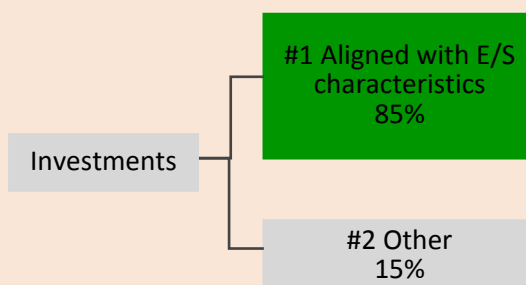 #1 Aligned with E/S
characteristics
85%
Investments
#2 Other
15%